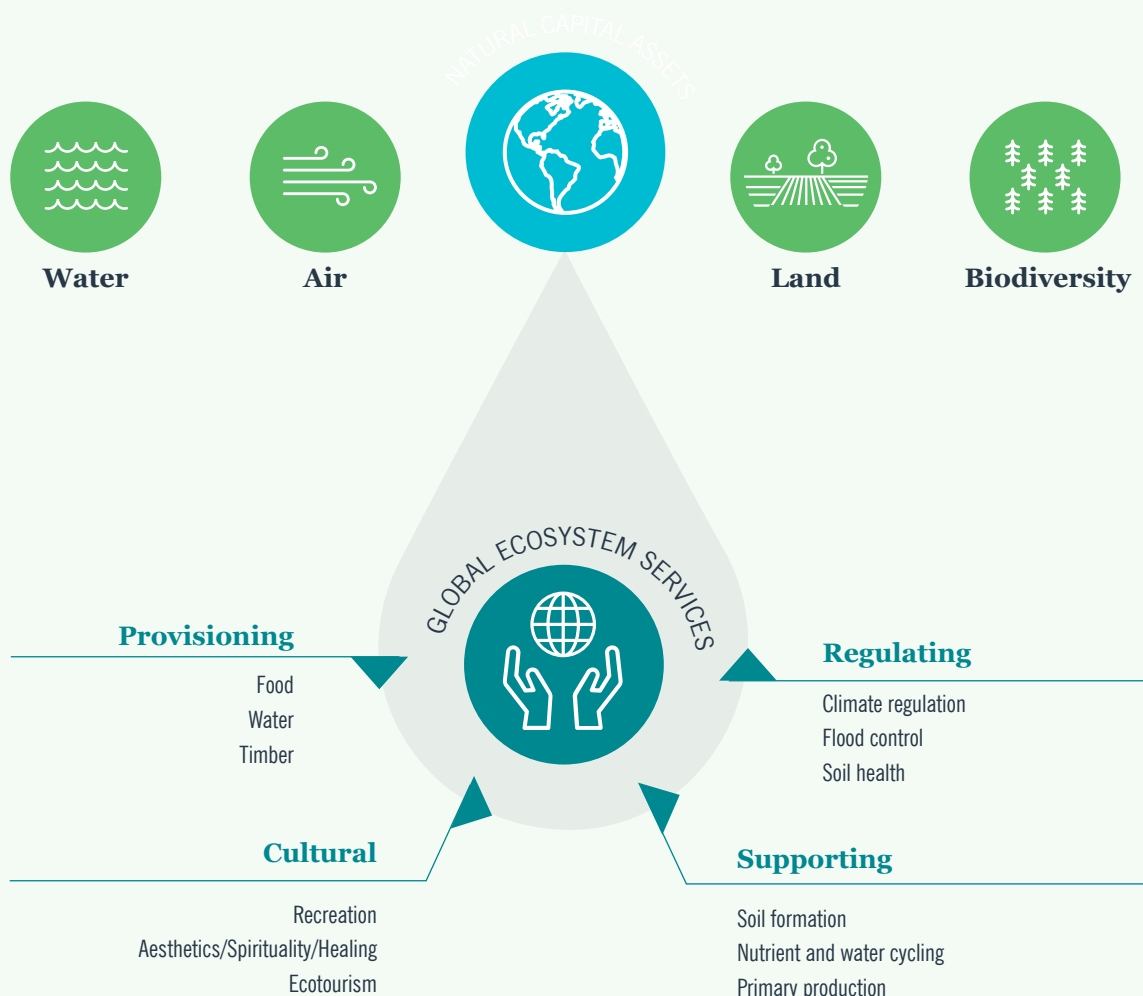 NATURAL CAPITAL ASSETS
Water
Air
Land
Biodiversity
GLOBAL ECOSYSTEM SERVICES
Provisioning
Food
Water
Timber
Regulating
Climate regulation
Flood control
Soil health
Cultural
Recreation
Aesthetics/Spirituality/Healing
Ecotourism
Supporting
Soil formation
Nutrient and water cycling
Primary production